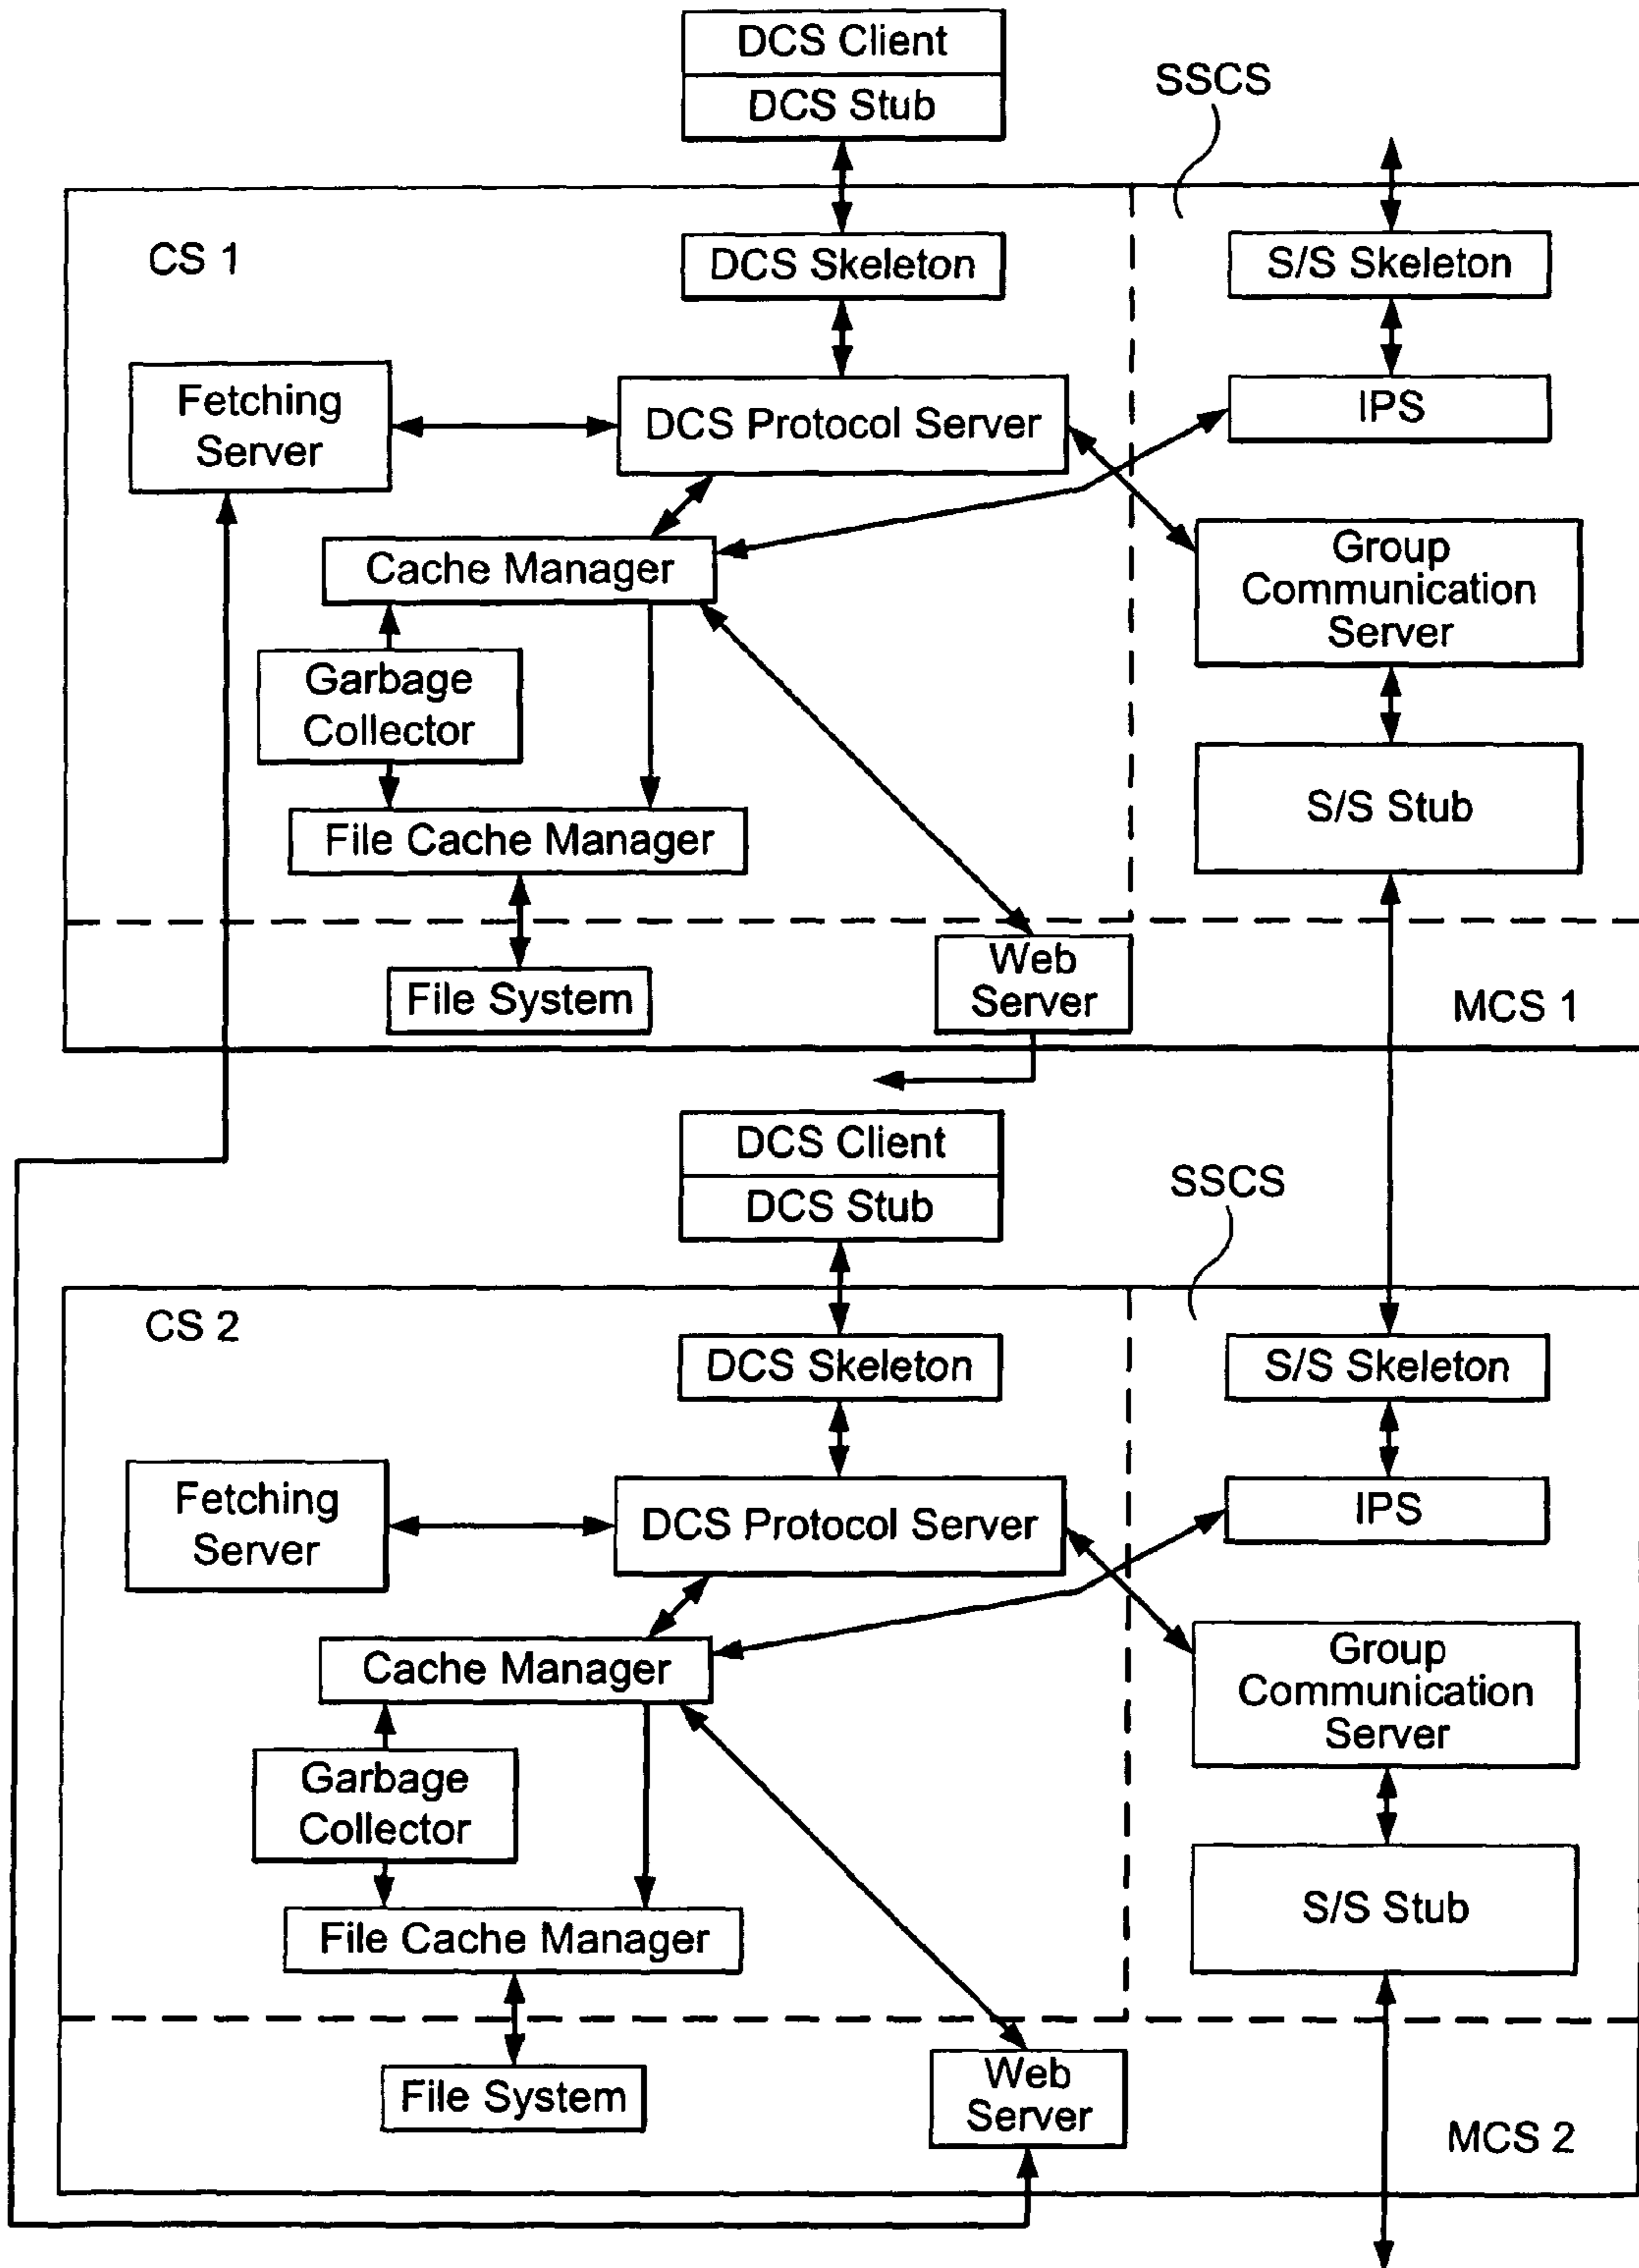 DCS Client
DCS Stub
SSCS
CS 1
DCS Skeleton
S/S Skeleton
Fetching
Server
DCS Protocol Server
IPS
Cache Manager
Group
Communication
Server
Garbage
Collector
S/S Stub
File Cache Manager
File System
Web
Server
MCS 1
DCS Client
DCS Stub
SSCS
CS 2
DCS Skeleton
S/S Skeleton
Fetching
Server
DCS Protocol Server
IPS
Cache Manager
Group
Communication
Server
Garbage
Collector
S/S Stub
File Cache Manager
File System
Web
Server
MCS 2